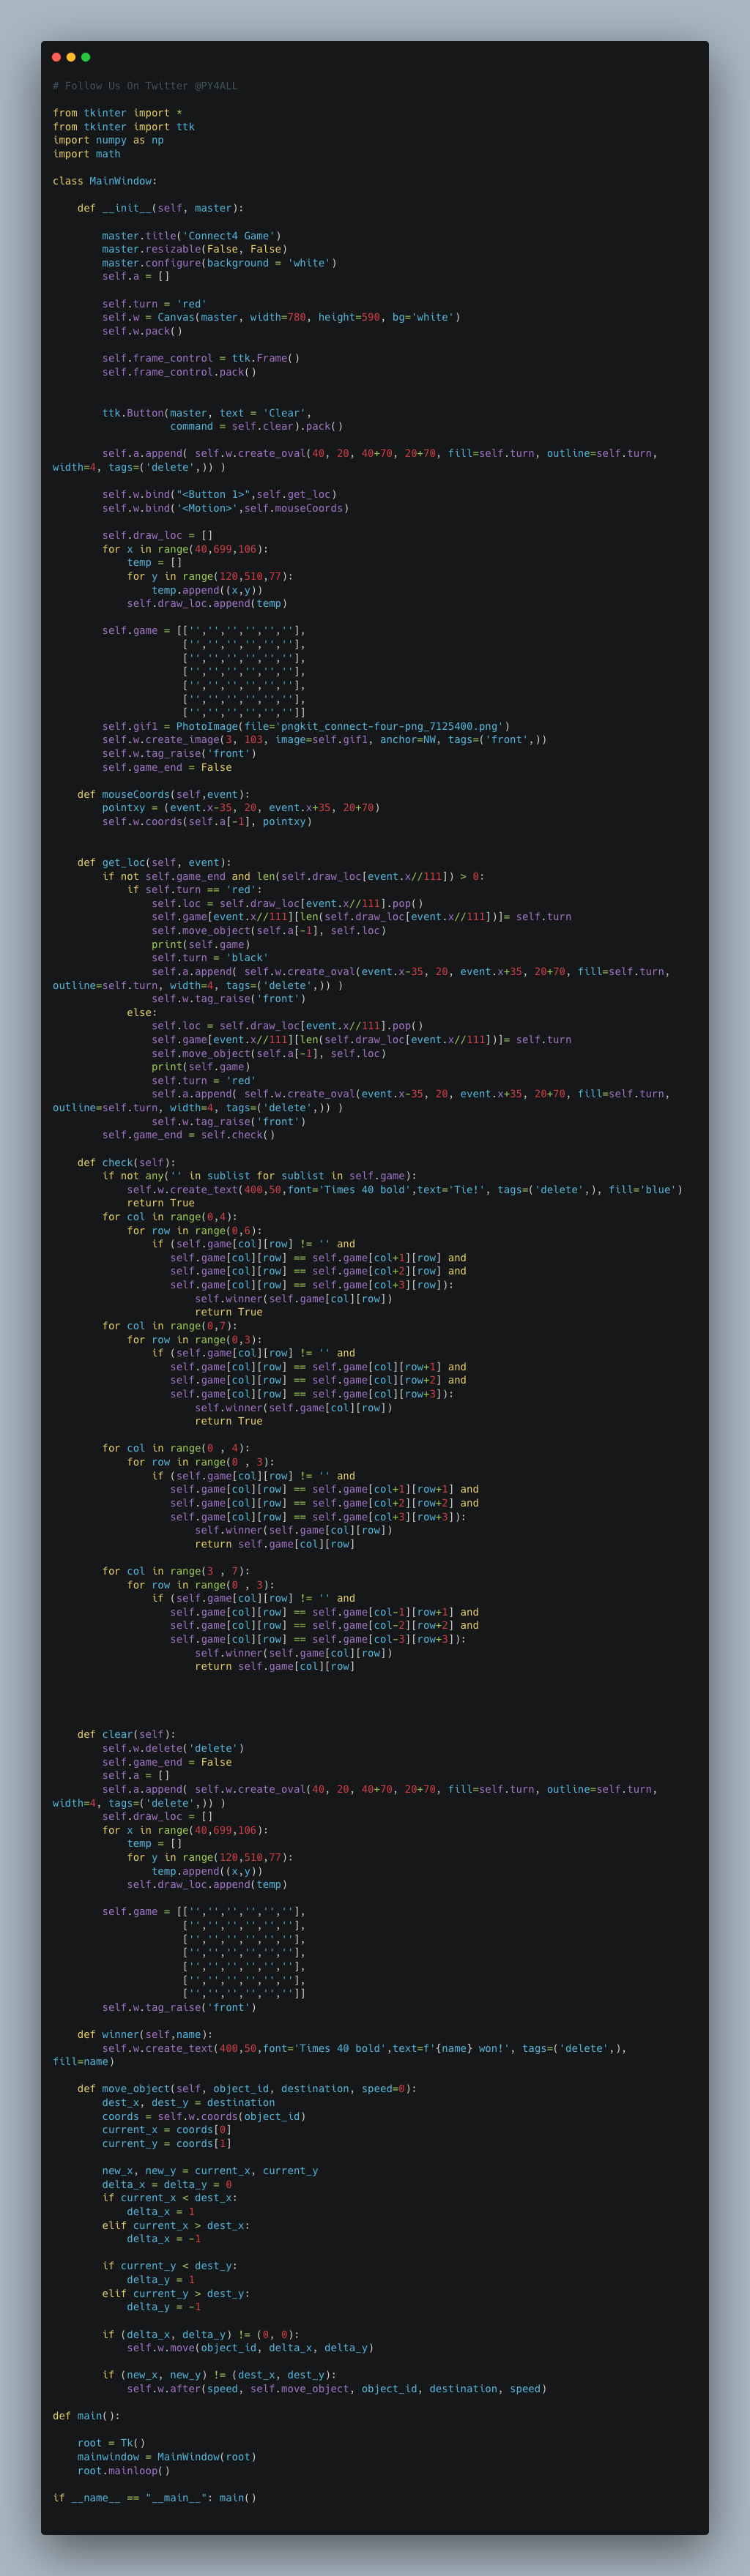 # Follow Us On Twitter @PY4ALL

from tkinter import *
from tkinter import ttk
import numpy as np
import math

class MainWindow:

    def __init__(self, master):

        master.title('Connect4 Game')
        master.resizable(False, False)
        master.configure(background = 'white')
        self.a = []

        self.turn = 'red'
        self.w = Canvas(master, width=780, height=590, bg='white')
        self.w.pack()

        self.frame_control = ttk.Frame()
        self.frame_control.pack()


        ttk.Button(master, text = 'Clear',
                   command = self.clear).pack()

        self.a.append( self.w.create_oval(40, 20, 40+70, 20+70, fill=self.turn, outline=self.turn,
width=4, tags=('delete',)) )

        self.w.bind("<Button 1>",self.get_loc)
        self.w.bind('<Motion>',self.mouseCoords)

        self.draw_loc = []
        for x in range(40,699,106):
            temp = []
            for y in range(120,510,77):
                temp.append((x,y))
            self.draw_loc.append(temp)

        self.game = [['','','','','',''],
                     ['','','','','',''],
                     ['','','','','',''],
                     ['','','','','',''],
                     ['','','','','',''],
                     ['','','','','',''],
                     ['','','','','','']]
        self.gif1 = PhotoImage(file='pngkit_connect-four-png_7125400.png')
        self.w.create_image(3, 103, image=self.gif1, anchor=NW, tags=('front',))
        self.w.tag_raise('front')
        self.game_end = False

    def mouseCoords(self,event):
        pointxy = (event.x-35, 20, event.x+35, 20+70)
        self.w.coords(self.a[-1], pointxy)


    def get_loc(self, event):
        if not self.game_end and len(self.draw_loc[event.x//111]) > 0:
            if self.turn == 'red':
                self.loc = self.draw_loc[event.x//111].pop()
                self.game[event.x//111][len(self.draw_loc[event.x//111])]= self.turn
                self.move_object(self.a[-1], self.loc)
                print(self.game)
                self.turn = 'black'
                self.a.append( self.w.create_oval(event.x-35, 20, event.x+35, 20+70, fill=self.turn,
outline=self.turn, width=4, tags=('delete',)) )
                self.w.tag_raise('front')
            else:
                self.loc = self.draw_loc[event.x//111].pop()
                self.game[event.x//111][len(self.draw_loc[event.x//111])]= self.turn
                self.move_object(self.a[-1], self.loc)
                print(self.game)
                self.turn = 'red'
                self.a.append( self.w.create_oval(event.x-35, 20, event.x+35, 20+70, fill=self.turn,
outline=self.turn, width=4, tags=('delete',)) )
                self.w.tag_raise('front')
        self.game_end = self.check()

    def check(self):
        if not any('' in sublist for sublist in self.game):
            self.w.create_text(400,50,font='Times 40 bold',text='Tie!', tags=('delete',), fill='blue')
            return True
        for col in range(0,4):
            for row in range(0,6):
                if (self.game[col][row] != '' and
                   self.game[col][row] == self.game[col+1][row] and
                   self.game[col][row] == self.game[col+2][row] and
                   self.game[col][row] == self.game[col+3][row]):
                       self.winner(self.game[col][row])
                       return True
        for col in range(0,7):
            for row in range(0,3):
                if (self.game[col][row] != '' and
                   self.game[col][row] == self.game[col][row+1] and
                   self.game[col][row] == self.game[col][row+2] and
                   self.game[col][row] == self.game[col][row+3]):
                       self.winner(self.game[col][row])
                       return True

        for col in range(0 , 4):
            for row in range(0 , 3):
                if (self.game[col][row] != '' and
                   self.game[col][row] == self.game[col+1][row+1] and
                   self.game[col][row] == self.game[col+2][row+2] and
                   self.game[col][row] == self.game[col+3][row+3]):
                       self.winner(self.game[col][row])
                       return self.game[col][row]

        for col in range(3 , 7):
            for row in range(0 , 3):
                if (self.game[col][row] != '' and
                   self.game[col][row] == self.game[col-1][row+1] and
                   self.game[col][row] == self.game[col-2][row+2] and
                   self.game[col][row] == self.game[col-3][row+3]):
                       self.winner(self.game[col][row])
                       return self.game[col][row]




    def clear(self):
        self.w.delete('delete')
        self.game_end = False
        self.a = []
        self.a.append( self.w.create_oval(40, 20, 40+70, 20+70, fill=self.turn, outline=self.turn,
width=4, tags=('delete',)) )
        self.draw_loc = []
        for x in range(40,699,106):
            temp = []
            for y in range(120,510,77):
                temp.append((x,y))
            self.draw_loc.append(temp)

        self.game = [['','','','','',''],
                     ['','','','','',''],
                     ['','','','','',''],
                     ['','','','','',''],
                     ['','','','','',''],
                     ['','','','','',''],
                     ['','','','','','']]
        self.w.tag_raise('front')

    def winner(self,name):
        self.w.create_text(400,50,font='Times 40 bold',text=f'{name} won!', tags=('delete',),
fill=name)

    def move_object(self, object_id, destination, speed=0):
        dest_x, dest_y = destination
        coords = self.w.coords(object_id)
        current_x = coords[0]
        current_y = coords[1]

        new_x, new_y = current_x, current_y
        delta_x = delta_y = 0
        if current_x < dest_x:
            delta_x = 1
        elif current_x > dest_x:
            delta_x = -1

        if current_y < dest_y:
            delta_y = 1
        elif current_y > dest_y:
            delta_y = -1

        if (delta_x, delta_y) != (0, 0):
            self.w.move(object_id, delta_x, delta_y)

        if (new_x, new_y) != (dest_x, dest_y):
            self.w.after(speed, self.move_object, object_id, destination, speed)

def main():

    root = Tk()
    mainwindow = MainWindow(root)
    root.mainloop()

if __name__ == "__main__": main()